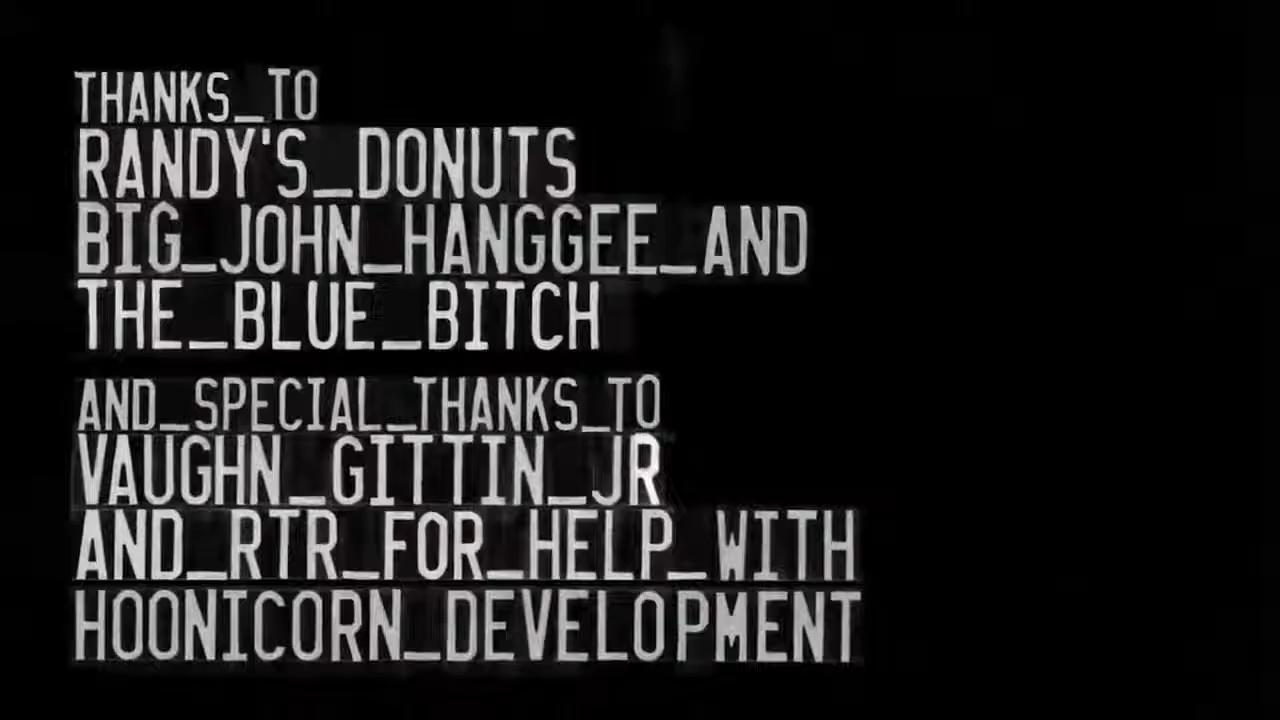 THANKS_TO
RANDY'S_DONUTS
BIG_JOHN_HANGGEE_AND
THE_BLUE_BITCH
AND_SPECIAL_THANKS_TO
VAUGHN_GITTIN_JR
AND_RTR_FOR_HELP_WITH
HOONICORN_DEVELOPMENT